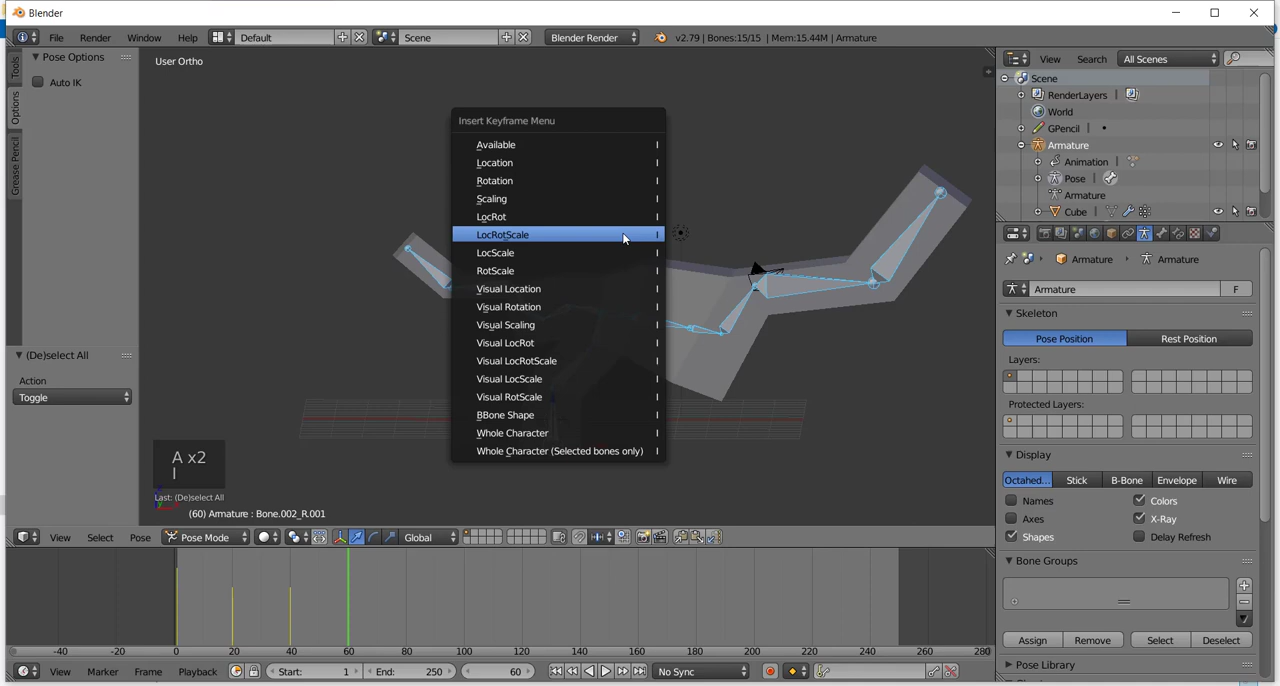 Blender
File Render Window Help Default Scene Blender Render v2.79 | Bones:15/15 | Mem:15.44M | Armature
Tools
Options
Grease Pencil
Pose Options
Auto IK
(De)select All
Action
Toggle
User Ortho
Insert Keyframe Menu
Available I
Location I
Rotation I
Scaling I
LocRot I
LocRotScale I
LocScale I
RotScale I
Visual Location I
Visual Rotation I
Visual Scaling I
Visual LocRot I
Visual LocRotScale I
Visual LocScale I
Visual RotScale I
BBone Shape I
Whole Character I
Whole Character (Selected bones only) I
A x2
I
Last: (De)select All
(60) Armature : Bone.002_R.001
View Select Pose Pose Mode Global
-40 -20 0 20 40 60 80 100 120 140 160 180 200 220 240 260 280
View Marker Frame Playback Start: 1 End: 250 60 No Sync
View Search All Scenes
Scene
RenderLayers
World
GPencil
Armature
Animation
Pose
Armature
Cube
Armature Armature
Armature F
Skeleton
Pose Position Rest Position
Layers:
Protected Layers:
Display
Octahed... Stick B-Bone Envelope Wire
Names Colors
Axes X-Ray
Shapes Delay Refresh
Bone Groups
Assign Remove Select Deselect
Pose Library